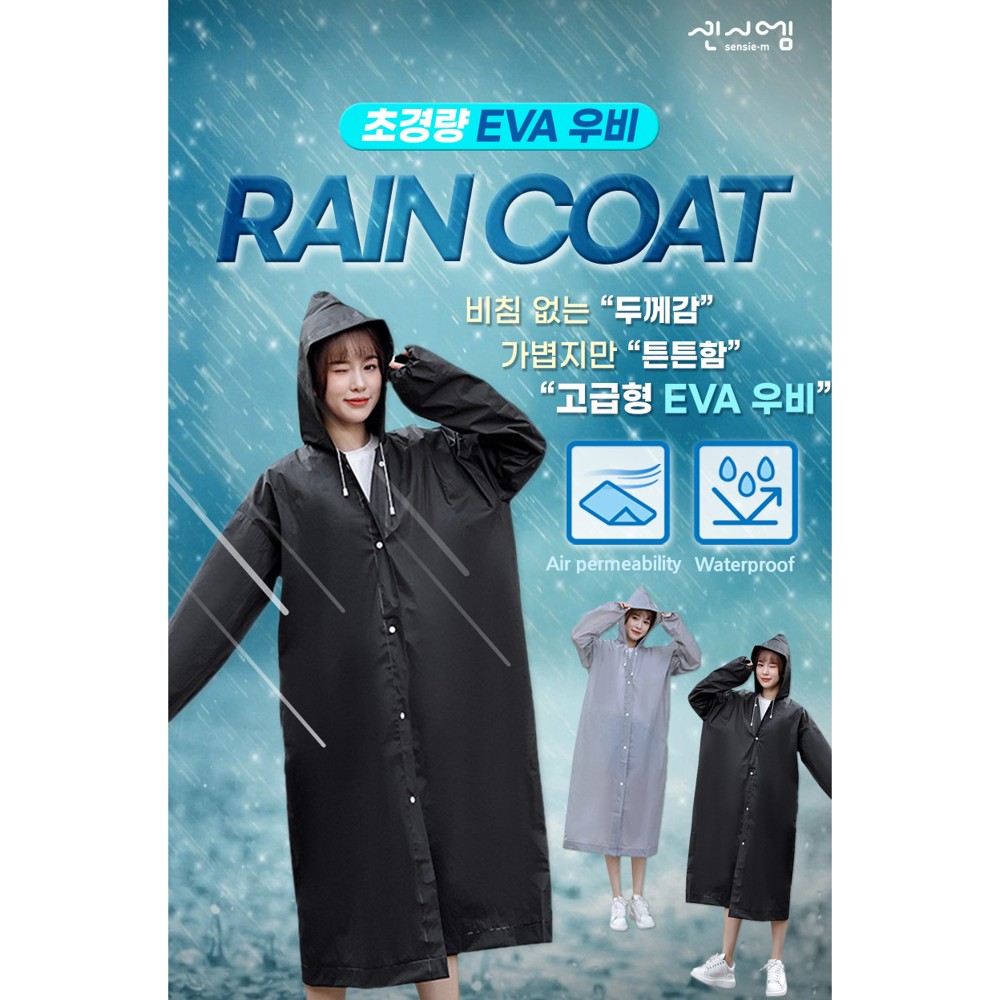 센시엠
sensie·m
초경량 EVA 우비
RAIN COAT
비침 없는 “두께감”
가볍지만 “튼튼함”
“고급형 EVA 우비”
Air permeability Waterproof